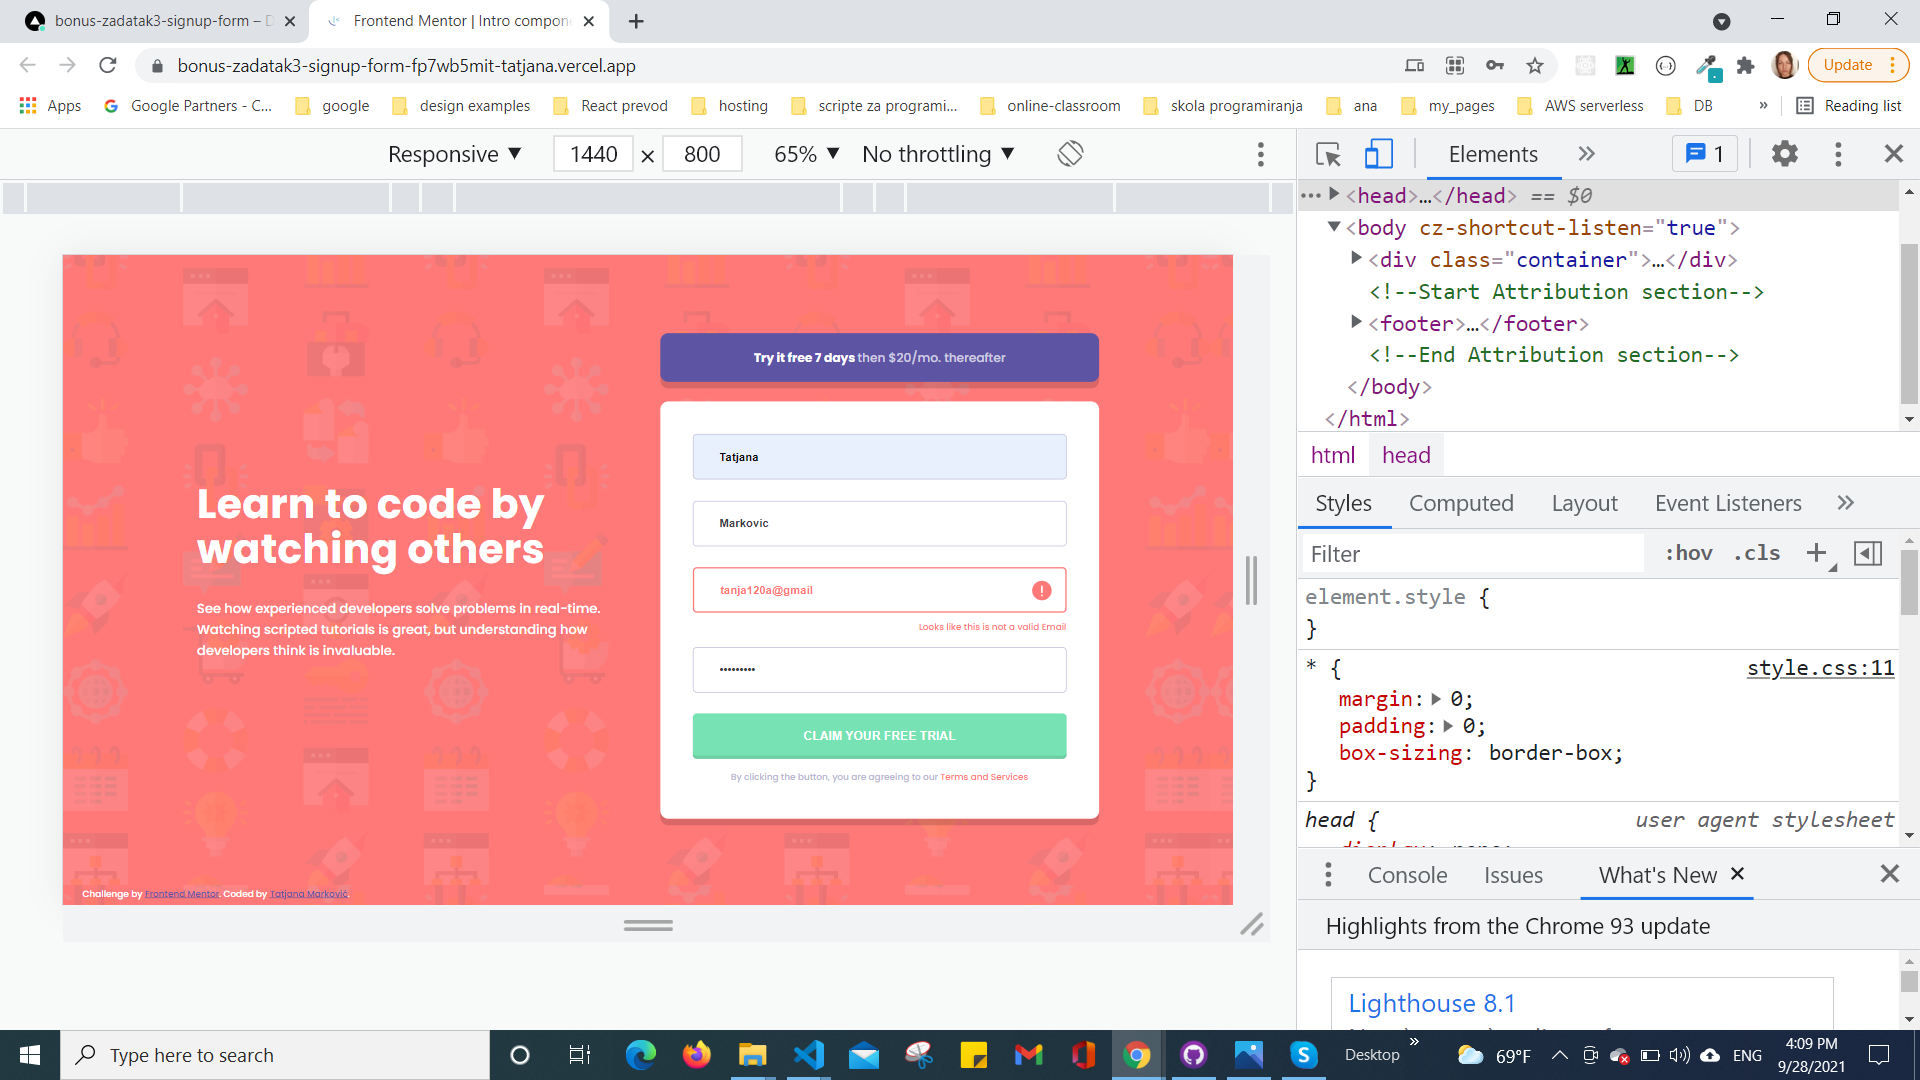 bonus-zadatak3-signup-form – D
Frontend Mentor | Intro compon
bonus-zadatak3-signup-form-fp7wb5mit-tatjana.vercel.app
Update
Apps
Google Partners - C...
google
design examples
React prevod
hosting
scripte za programi...
online-classroom
skola programiranja
ana
my_pages
AWS serverless
DB
»
Reading list
Responsive ▼ 1440 × 800 65% ▼ No throttling ▼
Try it free 7 days then $20/mo. thereafter
Tatjana
Markovic
tanja120a@gmail
!
Looks like this is not a valid Email
•••••••••
CLAIM YOUR FREE TRIAL
By clicking the button, you are agreeing to our Terms and Services
Learn to code by
watching others
See how experienced developers solve problems in real-time.
Watching scripted tutorials is great, but understanding how
developers think is invaluable.
Challenge by Frontend Mentor. Coded by Tatjana Marković.
Elements » 1
<head>…</head> == $0
<body cz-shortcut-listen="true">
<div class="container">…</div>
<!--Start Attribution section-->
<footer>…</footer>
<!--End Attribution section-->
</body>
</html>
html head
Styles Computed Layout Event Listeners »
Filter :hov .cls +
element.style {
}
* { style.css:11
margin: 0;
padding: 0;
box-sizing: border-box;
}
head { user agent stylesheet
Console Issues What's New
Highlights from the Chrome 93 update
Lighthouse 8.1
Type here to search
Desktop »
69°F
ENG
4:09 PM
9/28/2021